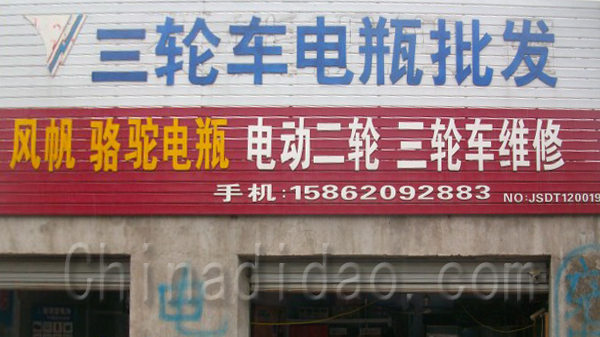 三轮车电瓶批发
风帆 骆驼电瓶 电动二轮 三轮车维修
手机:15862092883 NO:JSDT120019
Chinadidao.com
电